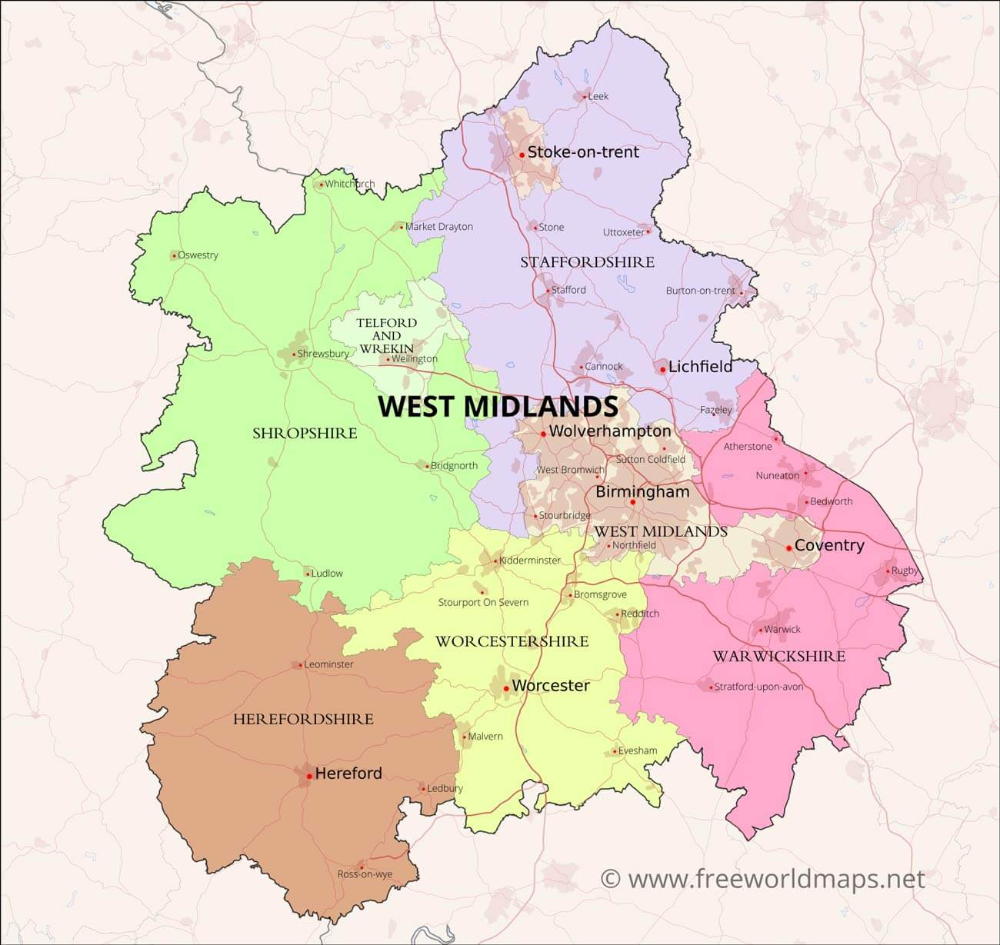 Leek
Stoke-on-trent
Whitchurch
Market Drayton
Stone
Uttoxeter
Oswestry
STAFFORDSHIRE
Stafford
Burton-on-trent
TELFORD
AND
WREKIN
Shrewsbury
Wellington
Cannock
Lichfield
WEST MIDLANDS
Fazeley
SHROPSHIRE
Wolverhampton
Atherstone
Sutton Coldfield
Bridgnorth
West Bromwich
Nuneaton
Birmingham
Bedworth
Stourbridge
WEST MIDLANDS
Northfield
Coventry
Kidderminster
Rugby
Ludlow
Bromsgrove
Stourport On Severn
Redditch
Warwick
WORCESTERSHIRE
WARWICKSHIRE
Leominster
Worcester
Stratford-upon-avon
HEREFORDSHIRE
Malvern
Evesham
Hereford
Ledbury
Ross-on-wye
© www.freeworldmaps.net